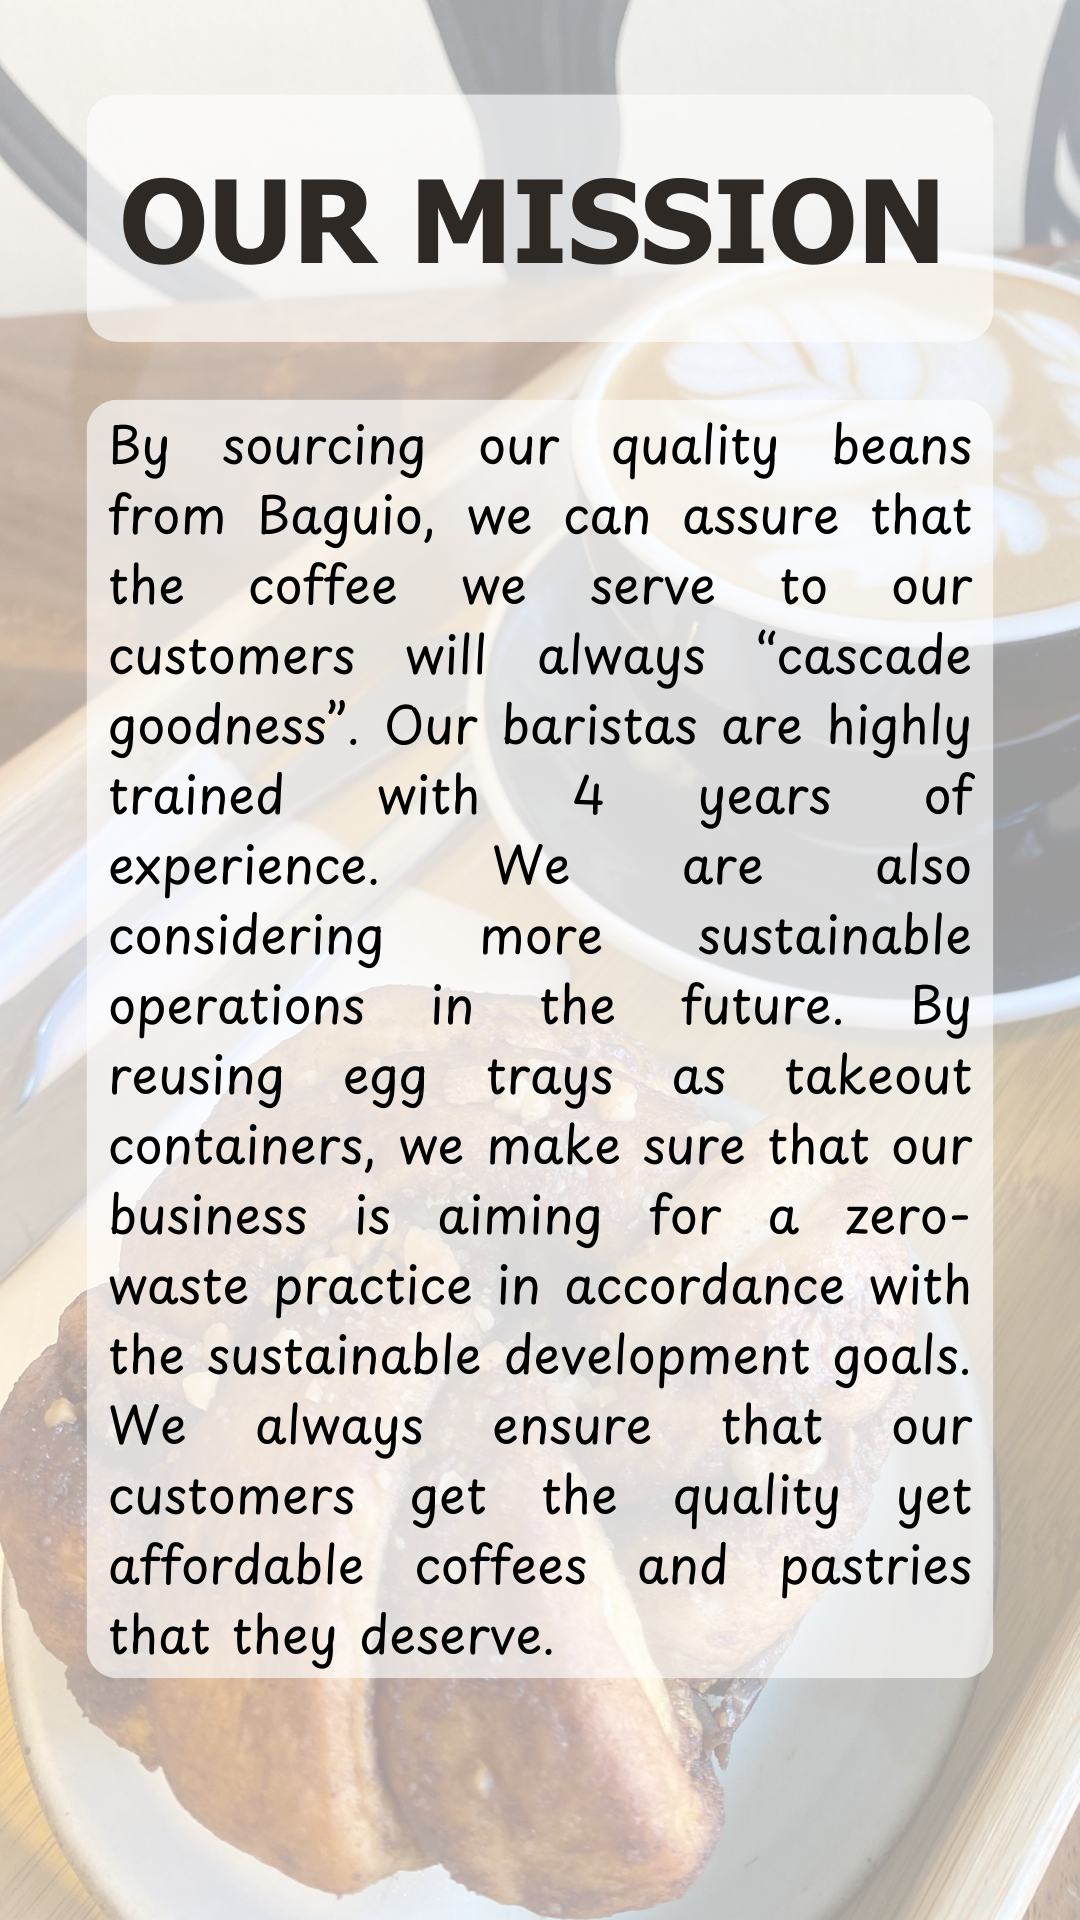 OUR MISSION
By sourcing our quality beans
from Baguio, we can assure that
the coffee we serve to our
customers will always “cascade
goodness”. Our baristas are highly
trained with 4 years of
experience. We are also
considering more sustainable
operations in the future. By
reusing egg trays as takeout
containers, we make sure that our
business is aiming for a zero-
waste practice in accordance with
the sustainable development goals.
We always ensure that our
customers get the quality yet
affordable coffees and pastries
that they deserve.